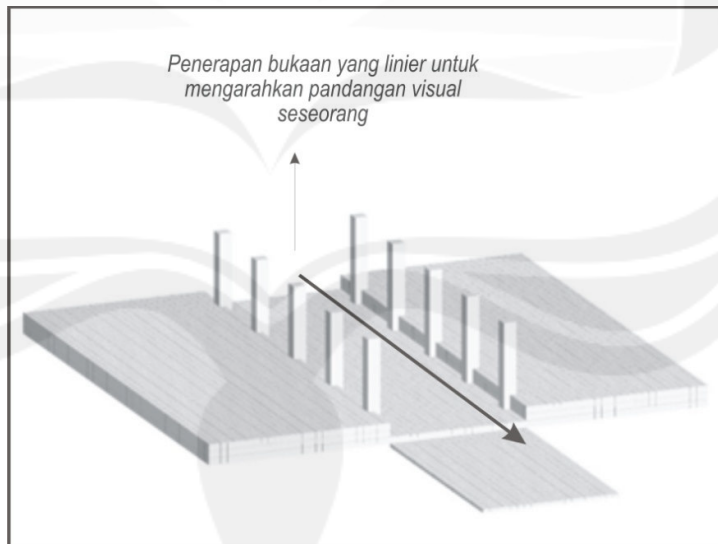 Penerapan bukaan yang linier untuk
mengarahkan pandangan visual
seseorang